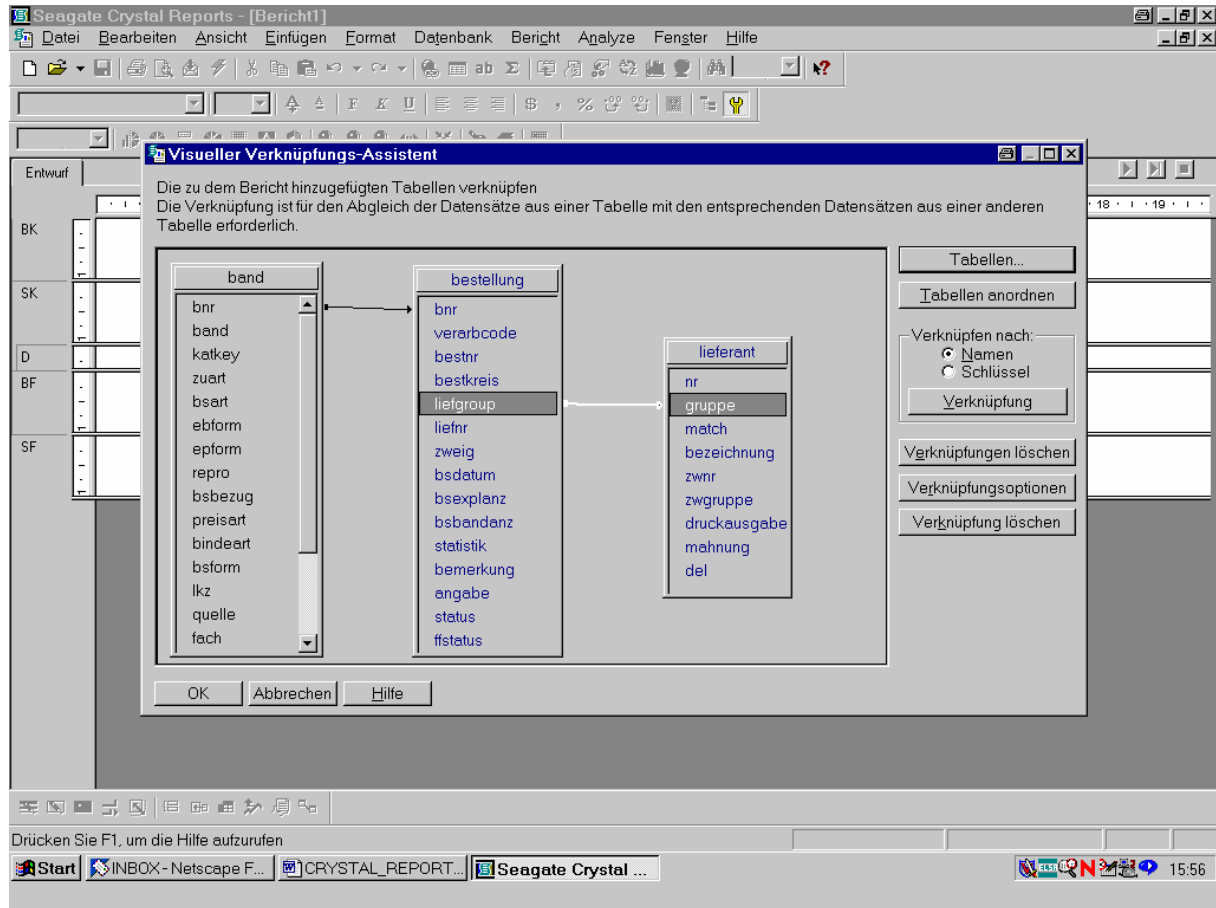 Seagate Crystal Reports - [Bericht1]
Datei Bearbeiten Ansicht Einfügen Format Datenbank Bericht Analyze Fenster Hilfe
ab Σ
F K U $ , %
Entwurf
Visueller Verknüpfungs-Assistent
Die zu dem Bericht hinzugefügten Tabellen verknüpfen
Die Verknüpfung ist für den Abgleich der Datensätze aus einer Tabelle mit den entsprechenden Datensätzen aus einer anderen
Tabelle erforderlich.
18 19
BK
SK
D
BF
SF
band
bnr
band
katkey
zuart
bsart
ebform
epform
repro
bsbezug
preisart
bindeart
bsform
lkz
quelle
fach
bestellung
bnr
verarbcode
bestnr
bestkreis
liefgroup
liefnr
zweig
bsdatum
bsexplanz
bsbandanz
statistik
bemerkung
angabe
status
ffstatus
lieferant
nr
gruppe
match
bezeichnung
zwnr
zwgruppe
druckausgabe
mahnung
del
Tabellen...
Tabellen anordnen
Verknüpfen nach:
Namen
Schlüssel
Verknüpfung
Verknüpfungen löschen
Verknüpfungsoptionen
Verknüpfung löschen
OK Abbrechen Hilfe
Drücken Sie F1, um die Hilfe aufzurufen
Start INBOX - Netscape F... CRYSTAL_REPORT... Seagate Crystal ... N 15:56